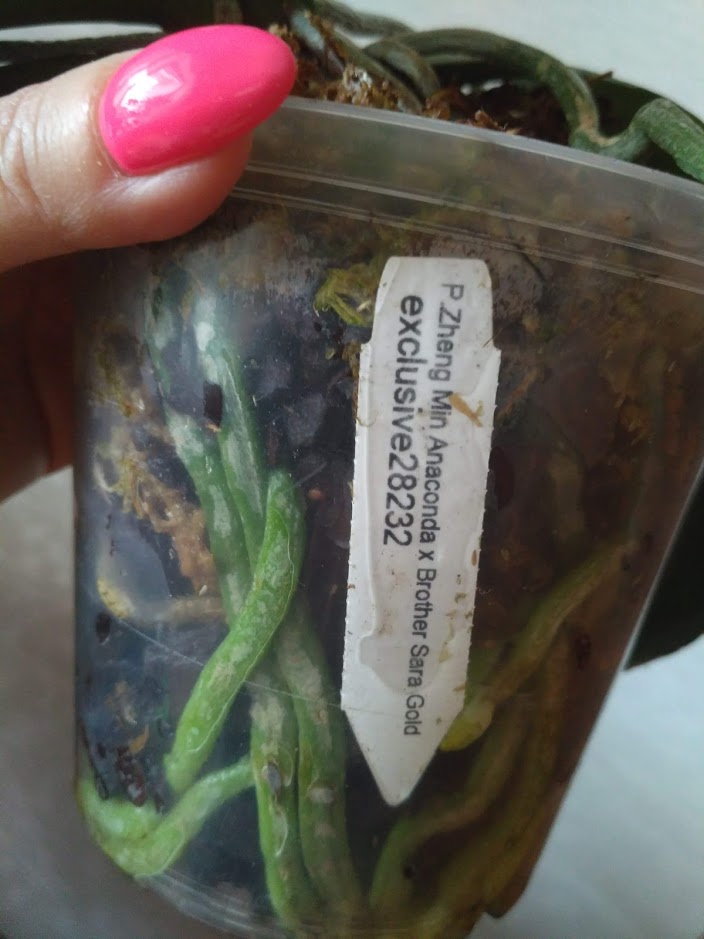 P.Zheng Min Anaconda x Brother Sara Gold
exclusive28232